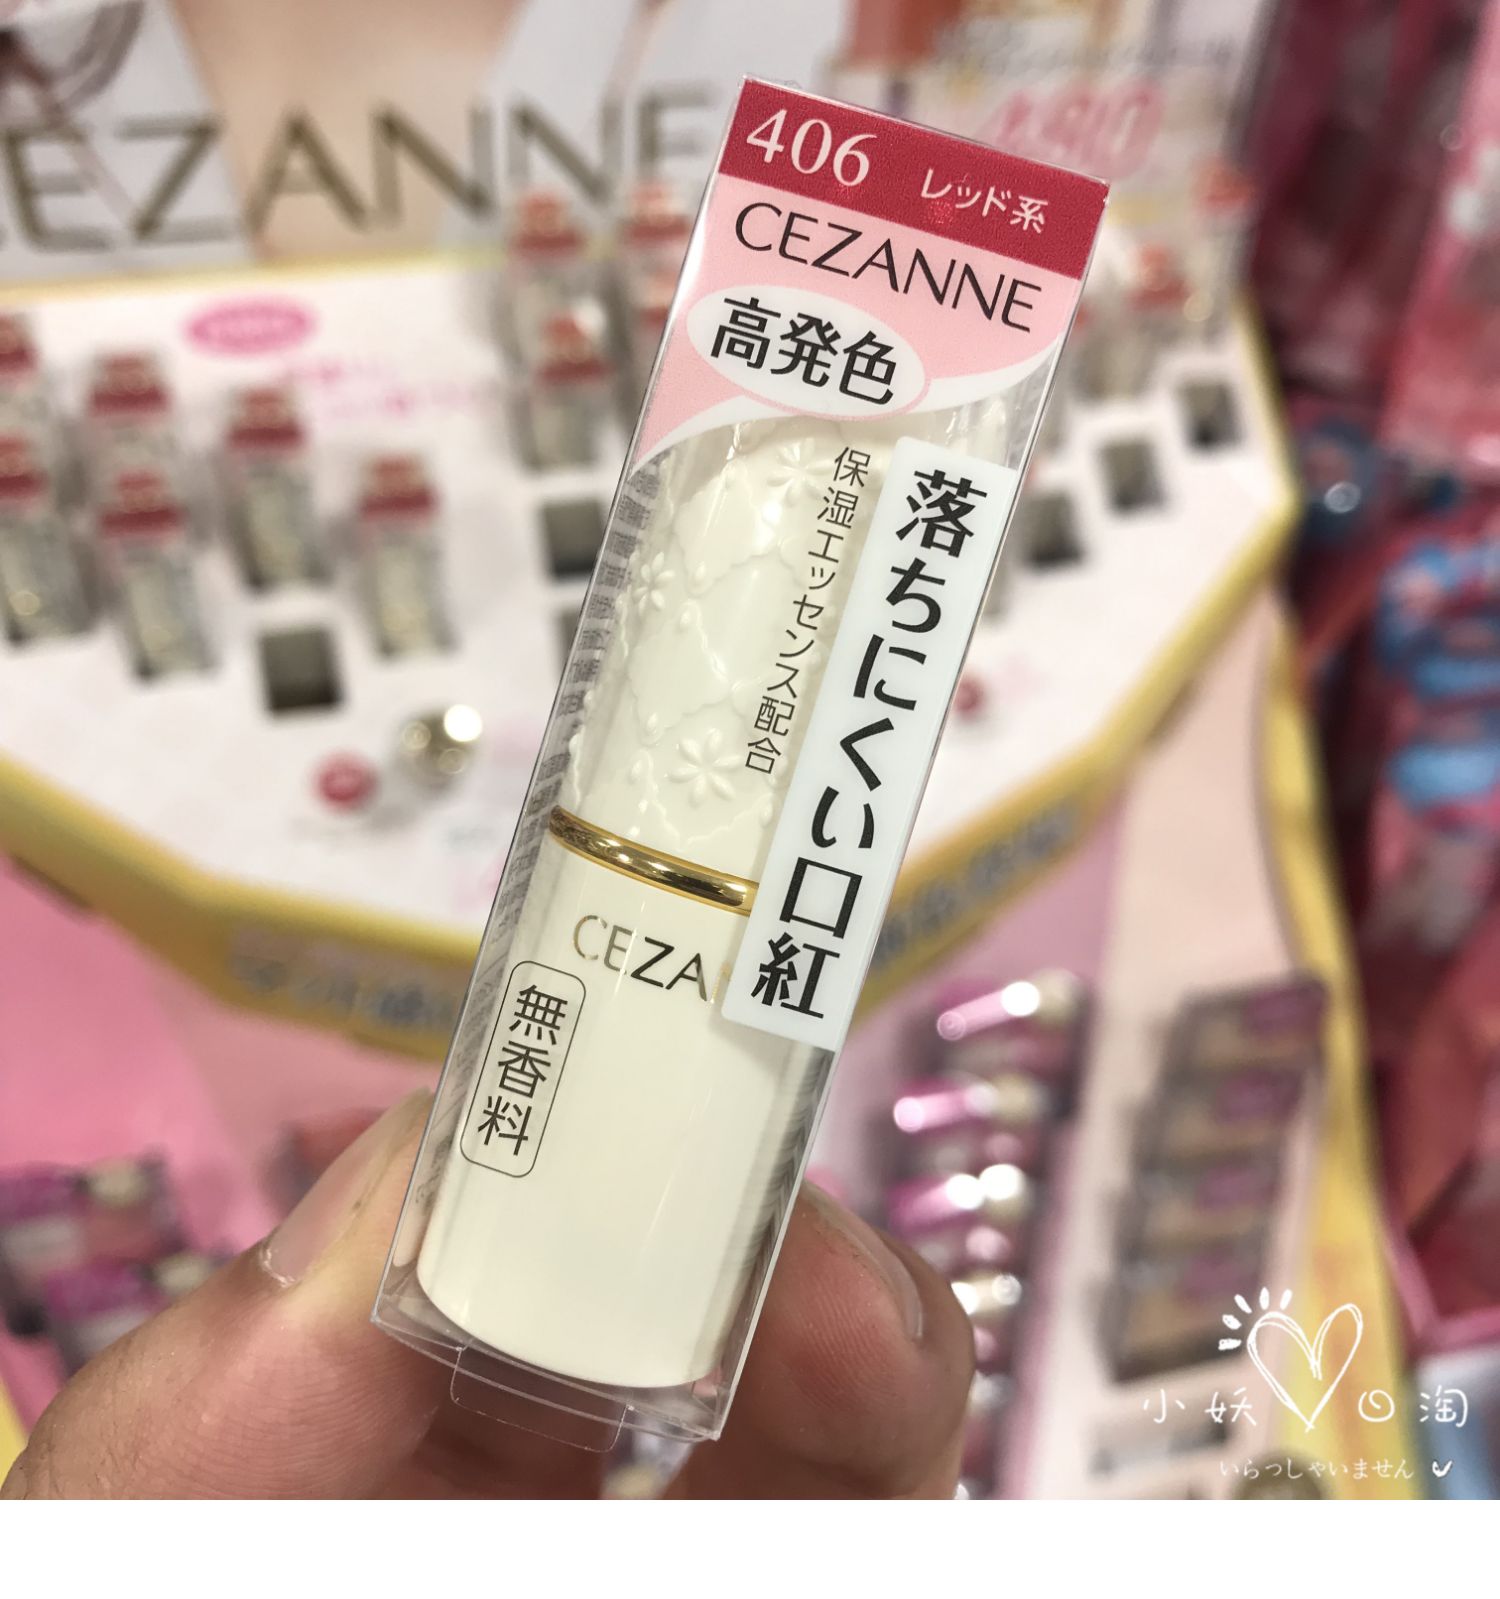 CEZANNE
406 レッド系
CEZANNE
高発色
保湿エッセンス配合
落ちにくい口紅
CEZA
無香料
小妖日淘
いらつしゃいません